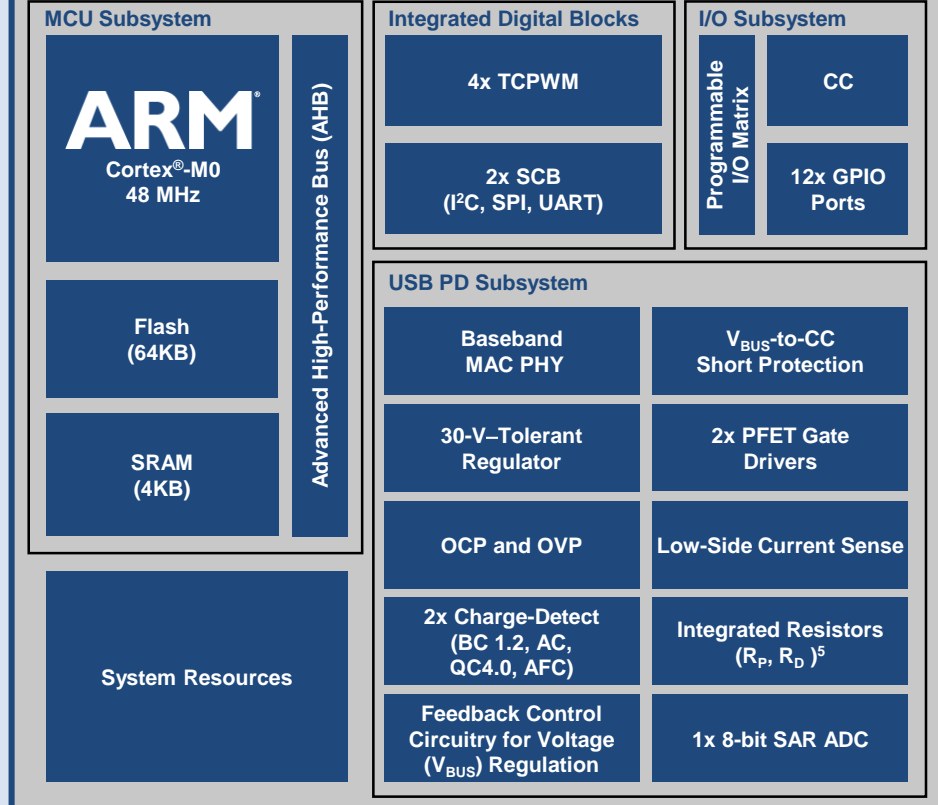 MCU Subsystem
ARM®
Cortex®-M0
48 MHz
Flash
(64KB)
SRAM
(4KB)
Advanced High-Performance Bus (AHB)
System Resources
Integrated Digital Blocks
4x TCPWM
2x SCB
(I²C, SPI, UART)
I/O Subsystem
Programmable
I/O Matrix
CC
12x GPIO
Ports
USB PD Subsystem
Baseband
MAC PHY
V_BUS-to-CC
Short Protection
30-V–Tolerant
Regulator
2x PFET Gate
Drivers
OCP and OVP
Low-Side Current Sense
2x Charge-Detect
(BC 1.2, AC,
QC4.0, AFC)
Integrated Resistors
(R_P, R_D )⁵
Feedback Control
Circuitry for Voltage
(V_BUS) Regulation
1x 8-bit SAR ADC